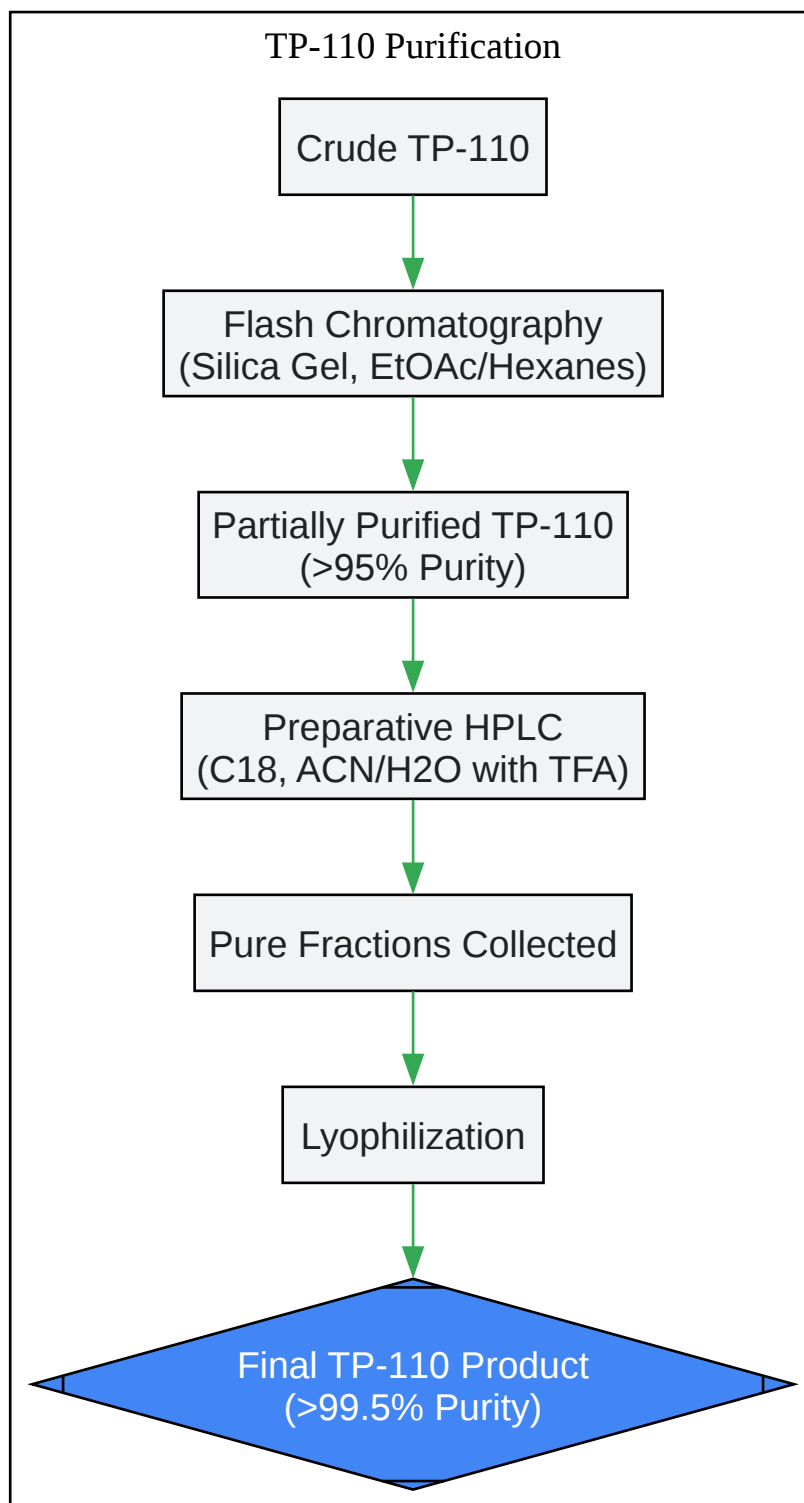 TP-110 Purification
Crude TP-110
Flash Chromatography
(Silica Gel, EtOAc/Hexanes)
Partially Purified TP-110
(>95% Purity)
Preparative HPLC
(C18, ACN/H2O with TFA)
Pure Fractions Collected
Lyophilization
Final TP-110 Product
(>99.5% Purity)